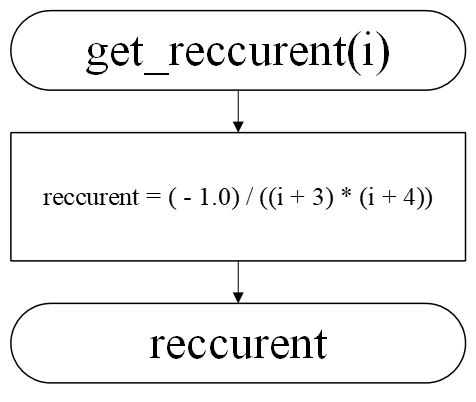 get_reccurent(i)
reccurent = ( - 1.0) / ((i + 3) * (i + 4))
reccurent